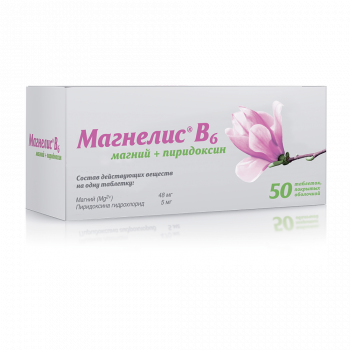 Магнелис® B6
магний + пиридоксин
Состав действующих веществ
на одну таблетку:
Магний (Mg²⁺) 48 мг
Пиридоксина гидрохлорид 5 мг
50 таблеток,
покрытых
оболочкой
Магнелис® B6
магний + пиридоксин